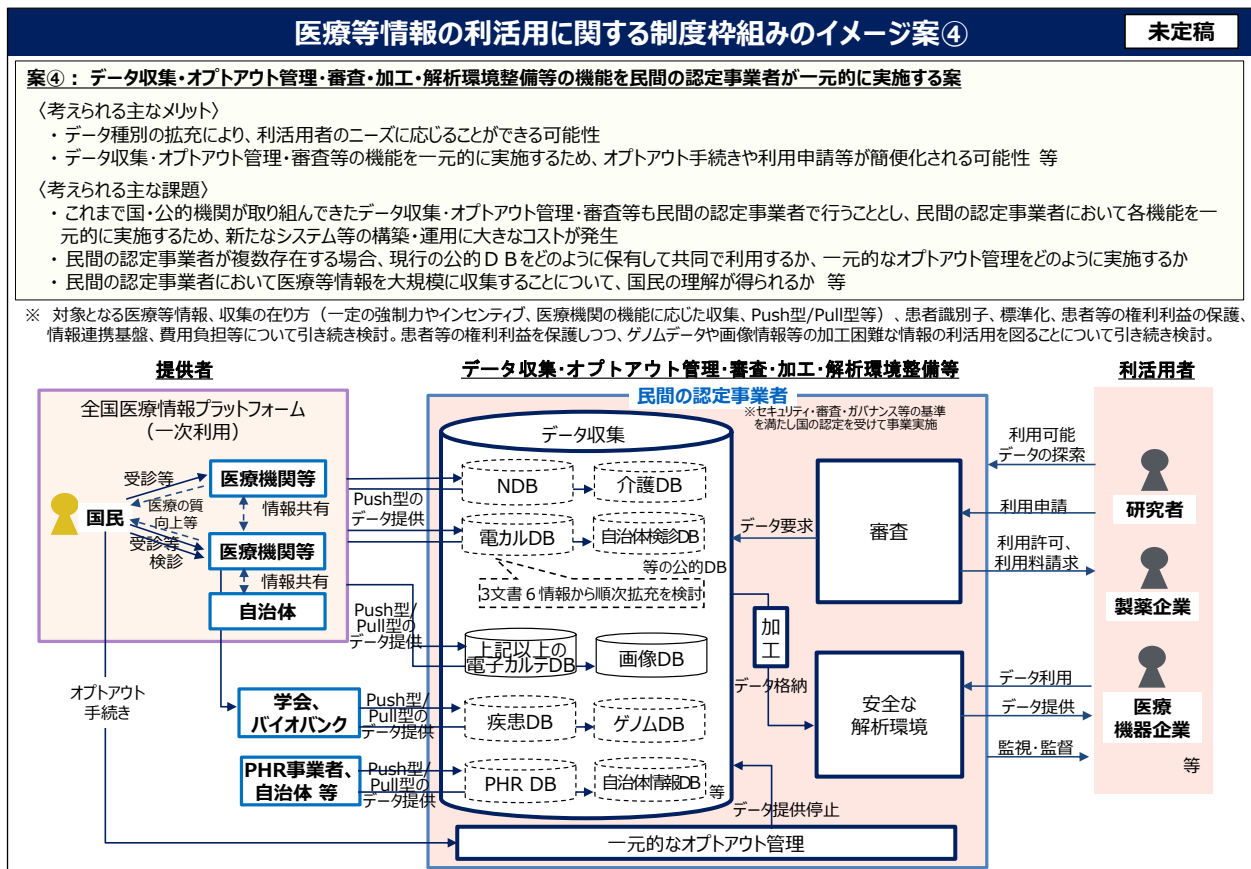 医療等情報の利活用に関する制度枠組みのイメージ案④
未定稿
案④： データ収集・オプトアウト管理・審査・加工・解析環境整備等の機能を民間の認定事業者が一元的に実施する案
〈考えられる主なメリット〉
・ データ種別の拡充により、利活用者のニーズに応じることができる可能性
・ データ収集・オプトアウト管理・審査等の機能を一元的に実施するため、オプトアウト手続きや利用申請等が簡便化される可能性 等
〈考えられる主な課題〉
・ これまで国・公的機関が取り組んできたデータ収集・オプトアウト管理・審査等も民間の認定事業者で行うこととし、民間の認定事業者において各機能を一
元的に実施するため、新たなシステム等の構築・運用に大きなコストが発生
・ 民間の認定事業者が複数存在する場合、現行の公的ＤＢをどのように保有して共同で利用するか、一元的なオプトアウト管理をどのように実施するか
・ 民間の認定事業者において医療等情報を大規模に収集することについて、国民の理解が得られるか 等
※ 対象となる医療等情報、収集の在り方（一定の強制力やインセンティブ、医療機関の機能に応じた収集、Push型/Pull型等）、患者識別子、標準化、患者等の権利利益の保護、
情報連携基盤、費用負担等について引き続き検討。患者等の権利利益を保護しつつ、ゲノムデータや画像情報等の加工困難な情報の利活用を図ることについて引き続き検討。
提供者
データ収集・オプトアウト管理・審査・加工・解析環境整備等
利活用者
全国医療情報プラットフォーム
（一次利用）
受診等
医療機関等
医療の質
向上等
情報共有
国民
受診等
検診
医療機関等
情報共有
自治体
オプトアウト
手続き
学会、
バイオバンク
PHR事業者、
自治体 等
Push型の
データ提供
Push型/
Pull型の
データ提供
Push型/
Pull型の
データ提供
Push型/
Pull型の
データ提供
民間の認定事業者
※セキュリティ・審査・ガバナンス等の基準
を満たし国の認定を受けて事業実施
データ収集
NDB
介護DB
電カルDB
自治体検診DB
等の公的DB
3文書６情報から順次拡充を検討
上記以上の
電子カルテDB
画像DB
疾患DB
ゲノムDB
PHR DB
自治体情報DB
等
データ要求
審査
加工
データ格納
安全な
解析環境
データ提供停止
一元的なオプトアウト管理
利用可能
データの探索
利用申請
利用許可、
利用料請求
データ利用
データ提供
監視・監督
研究者
製薬企業
医療
機器企業
等